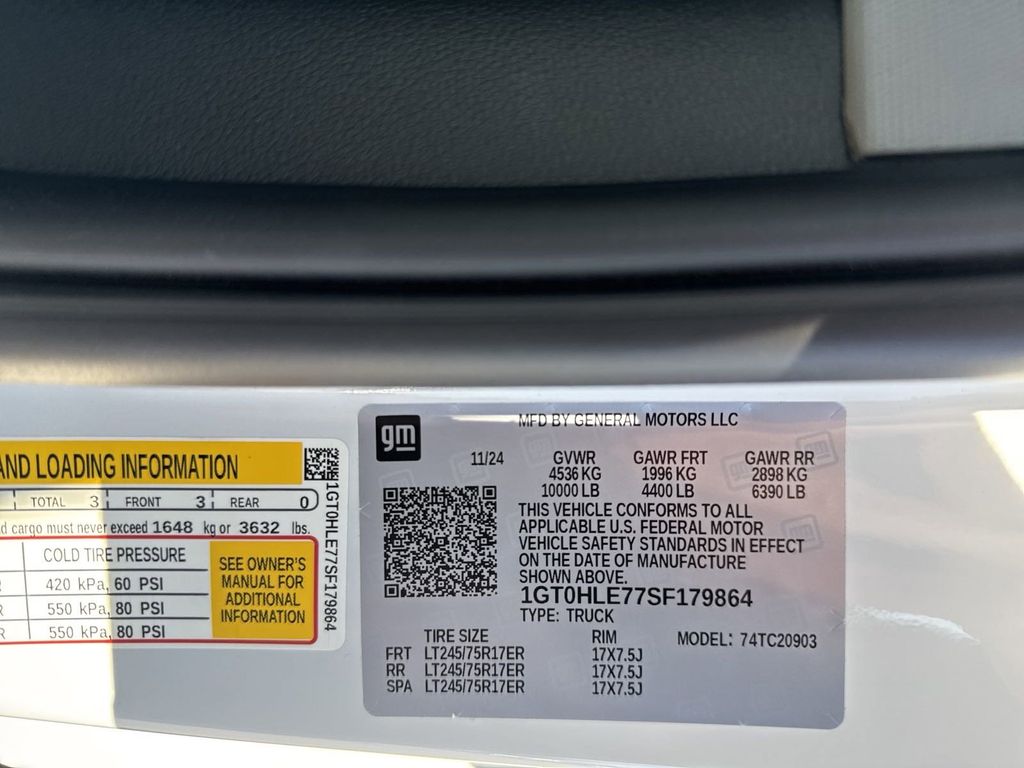 AND LOADING INFORMATION
TOTAL 3 FRONT 3 REAR 0
cargo must never exceed 1648 kg or 3632 lbs.
COLD TIRE PRESSURE
420 kPa, 60 PSI
550 kPa, 80 PSI
550 kPa, 80 PSI
SEE OWNER'S
MANUAL FOR
ADDITIONAL
INFORMATION
1GT0HLE77SF179864
gm
MFD BY GENERAL MOTORS LLC
11/24 GVWR GAWR FRT GAWR RR
4536 KG 1996 KG 2898 KG
10000 LB 4400 LB 6390 LB
THIS VEHICLE CONFORMS TO ALL
APPLICABLE U.S. FEDERAL MOTOR
VEHICLE SAFETY STANDARDS IN EFFECT
ON THE DATE OF MANUFACTURE
SHOWN ABOVE.
1GT0HLE77SF179864
TYPE: TRUCK
TIRE SIZE RIM MODEL: 74TC20903
FRT LT245/75R17ER 17X7.5J
RR LT245/75R17ER 17X7.5J
SPA LT245/75R17ER 17X7.5J